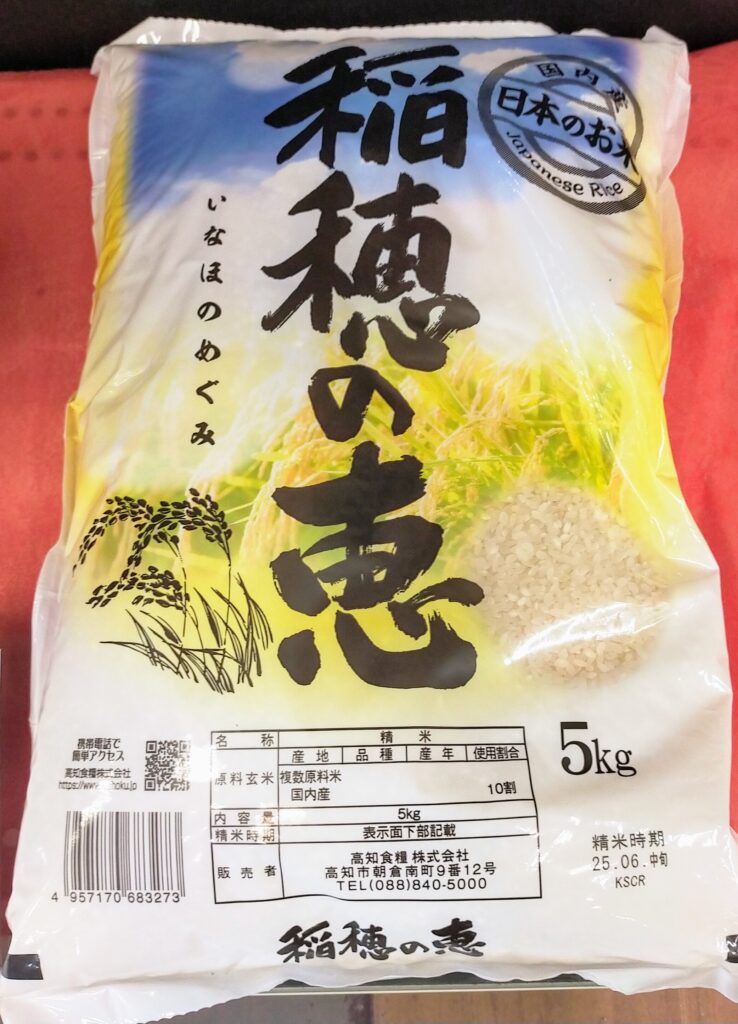 国内産
日本のお米
Japanese Rice
稲穂の恵
いなほのめぐみ
携帯電話で
簡単アクセス
高知食糧株式会社
4 957170 683273
名称 精米
産地 品種 産年 使用割合
原料玄米 複数原料米
国内産 10割
内容量 5kg
精米時期 表示面下部記載
販売者 高知食糧 株式会社
高知市朝倉南町9番12号
TEL(088)840-5000
5kg
精米時期
25.06.中旬
KSCR
稲穂の恵